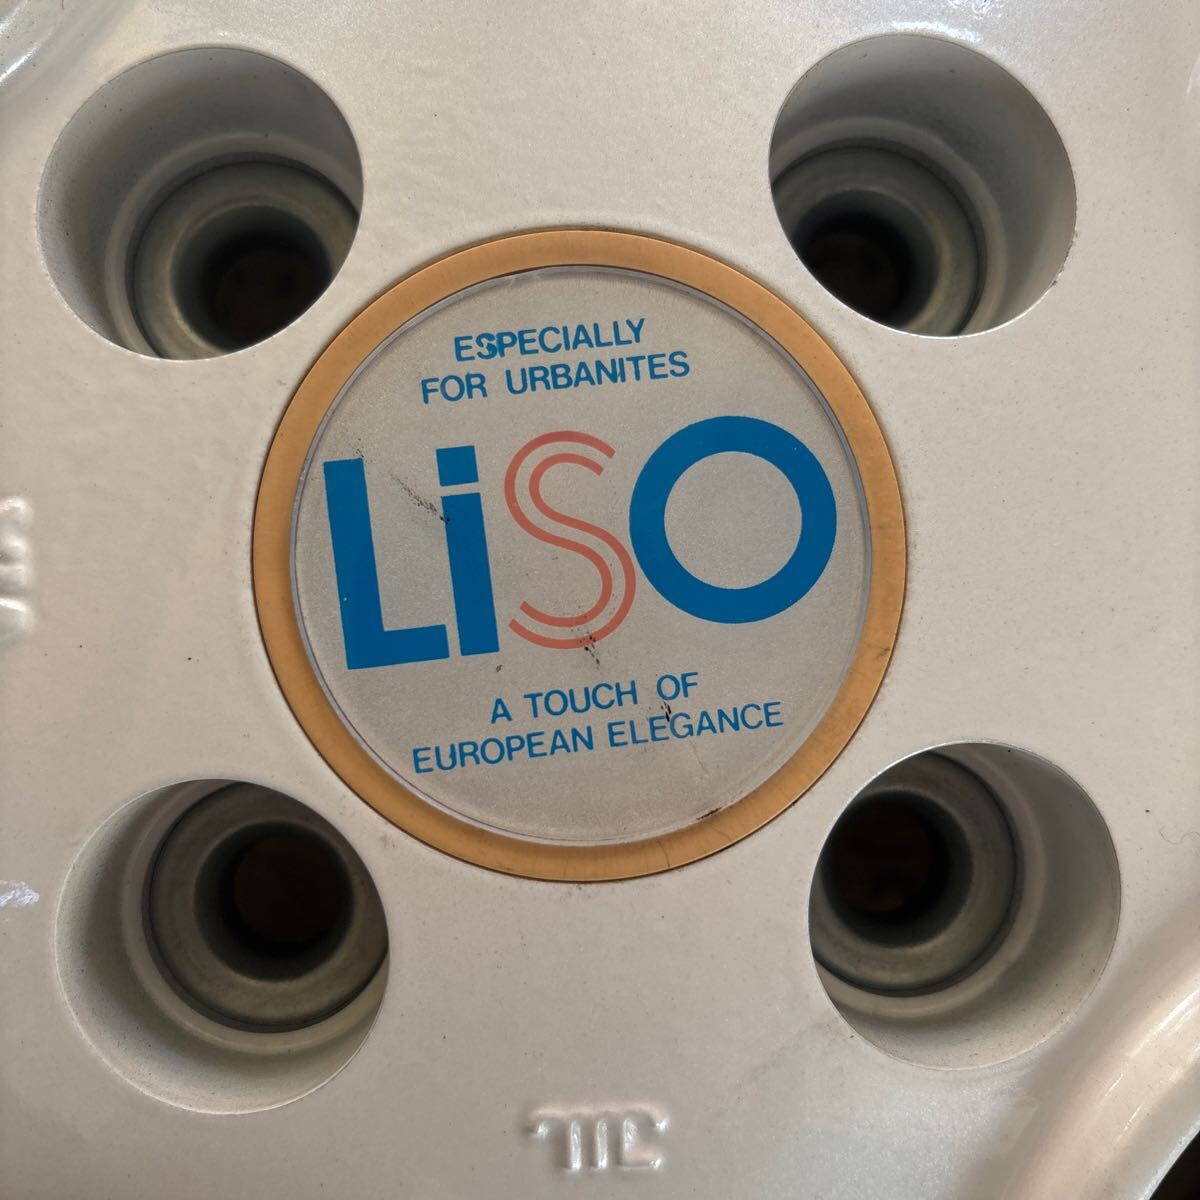 ESPECIALLY
FOR URBANITES
LiSO
A TOUCH OF
EUROPEAN ELEGANCE